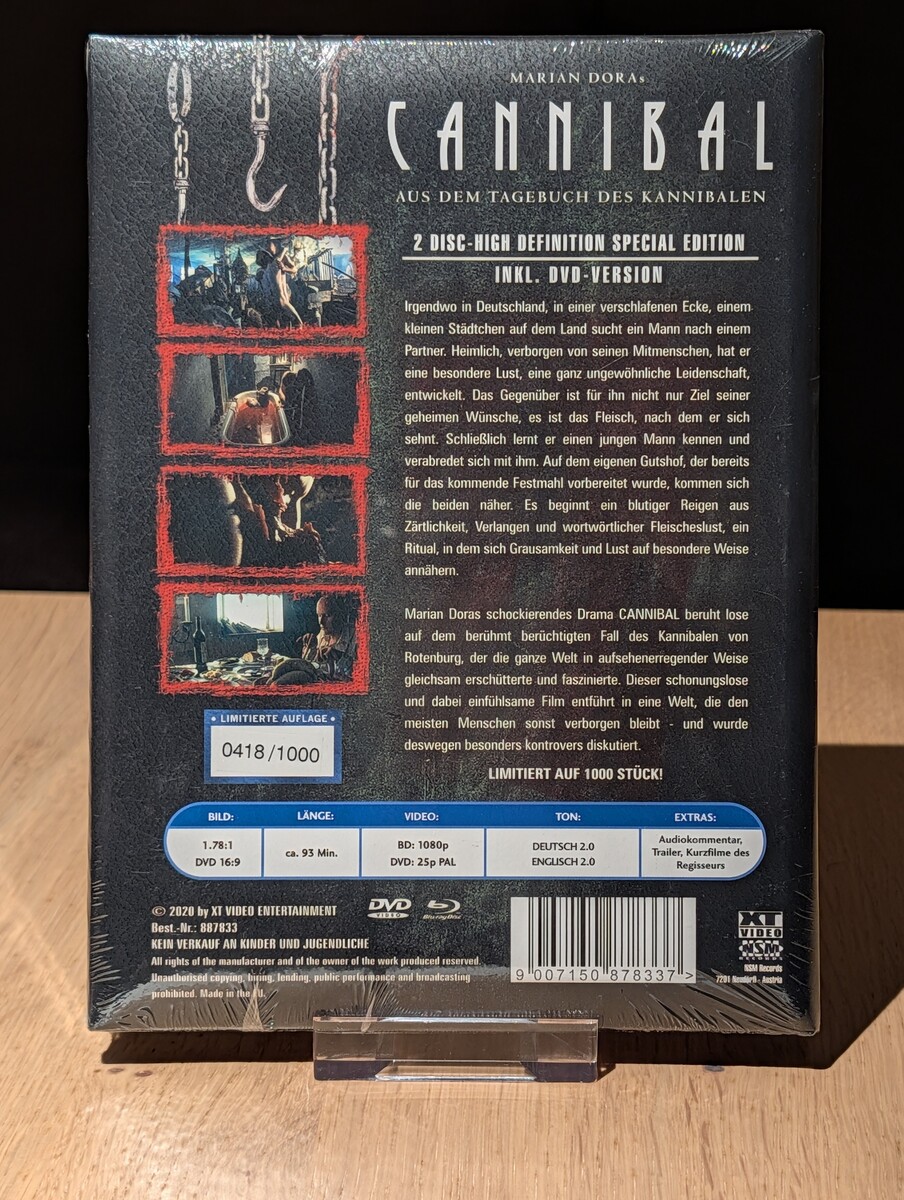 MARIAN DORAs
CANNIBAL
AUS DEM TAGEBUCH DES KANNIBALEN
2 DISC-HIGH DEFINITION SPECIAL EDITION
INKL. DVD-VERSION
Irgendwo in Deutschland, in einer verschlafenen Ecke, einem
kleinen Städtchen auf dem Land sucht ein Mann nach einem
Partner. Heimlich, verborgen von seinen Mitmenschen, hat er
eine besondere Lust, eine ganz ungewöhnliche Leidenschaft,
entwickelt. Das Gegenüber ist für ihn nicht nur Ziel seiner
geheimen Wünsche, es ist das Fleisch, nach dem er sich
sehnt. Schließlich lernt er einen jungen Mann kennen und
verabredet sich mit ihm. Auf dem eigenen Gutshof, der bereits
für das kommende Festmahl vorbereitet wurde, kommen sich
die beiden näher. Es beginnt ein blutiger Reigen aus
Zärtlichkeit, Verlangen und wortwörtlicher Fleischeslust, ein
Ritual, in dem sich Grausamkeit und Lust auf besondere Weise
annähern.
Marian Doras schockierendes Drama CANNIBAL beruht lose
auf dem berühmt berüchtigten Fall des Kannibalen von
Rotenburg, der die ganze Welt in aufsehenerregender Weise
gleichsam erschütterte und faszinierte. Dieser schonungslose
und dabei einfühlsame Film entführt in eine Welt, die den
meisten Menschen sonst verborgen bleibt - und wurde
deswegen besonders kontrovers diskutiert.
LIMITIERT AUF 1000 STÜCK!
• LIMITIERTE AUFLAGE •
0418/1000
BILD: LÄNGE: VIDEO: TON: EXTRAS:
1.78:1
DVD 16:9
ca. 93 Min.
BD: 1080p
DVD: 25p PAL
DEUTSCH 2.0
ENGLISCH 2.0
Audiokommentar,
Trailer, Kurzfilme des
Regisseurs
© 2020 by XT VIDEO ENTERTAINMENT
Best.-Nr.: 887833
KEIN VERKAUF AN KINDER UND JUGENDLICHE
All rights of the manufacturer and of the owner of the work produced reserved.
Unauthorised copying, hiring, lending, public performance and broadcasting
prohibited. Made in the EU.
DVD
VIDEO
Blu-ray Disc
9 007150 878337 >
XT
VIDEO
NSM
RECORDS
NSM Records
7201 Neudörfl - Austria